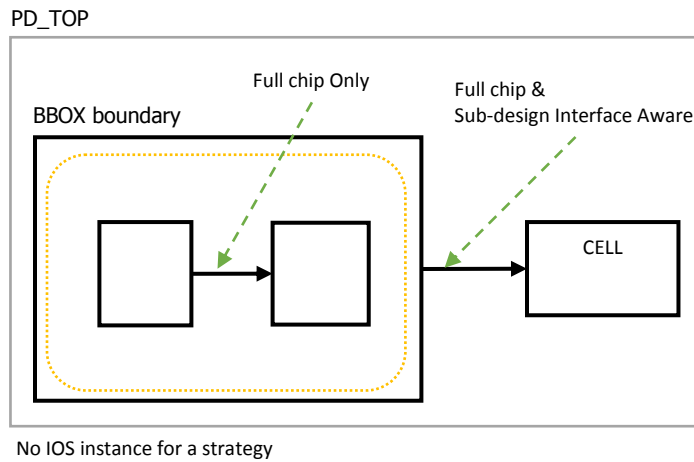 PD_TOP
Full chip Only
Full chip &
Sub-design Interface Aware
BBOX boundary
CELL
No IOS instance for a strategy